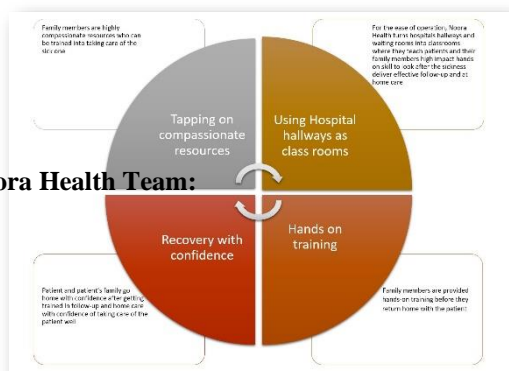 Family members are highly
compassionate resources who can
be trained into taking care of the
sick one
For the ease of operation, Noora
Health turns hospitals hallways and
waiting rooms into classrooms
where they teach patients and their
family members high impact hands
on skill to look after the sickness
deliver effective follow-up and at
home care
Tapping on
compassionate
resources
Using Hospital
hallways as
class rooms
ora Health Team:
Recovery with
confidence
Hands on
training
Patient and patient's family go
home with confidence after getting
trained in follow-up and home care
with confidence of taking care of the
patient well
Family members are provided
hands-on training before they
return home with the patient